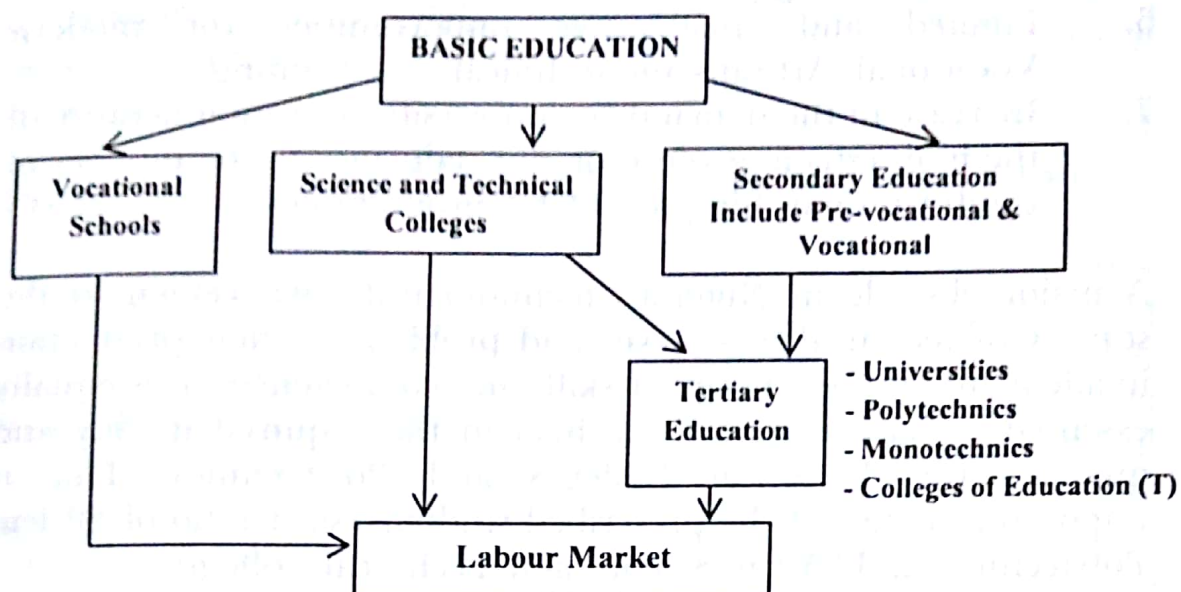 BASIC EDUCATION
Vocational
Schools
Science and Technical
Colleges
Secondary Education
Include Pre-vocational &
Vocational
Tertiary
Education
- Universities
- Polytechnics
- Monotechnics
- Colleges of Education (T)
Labour Market